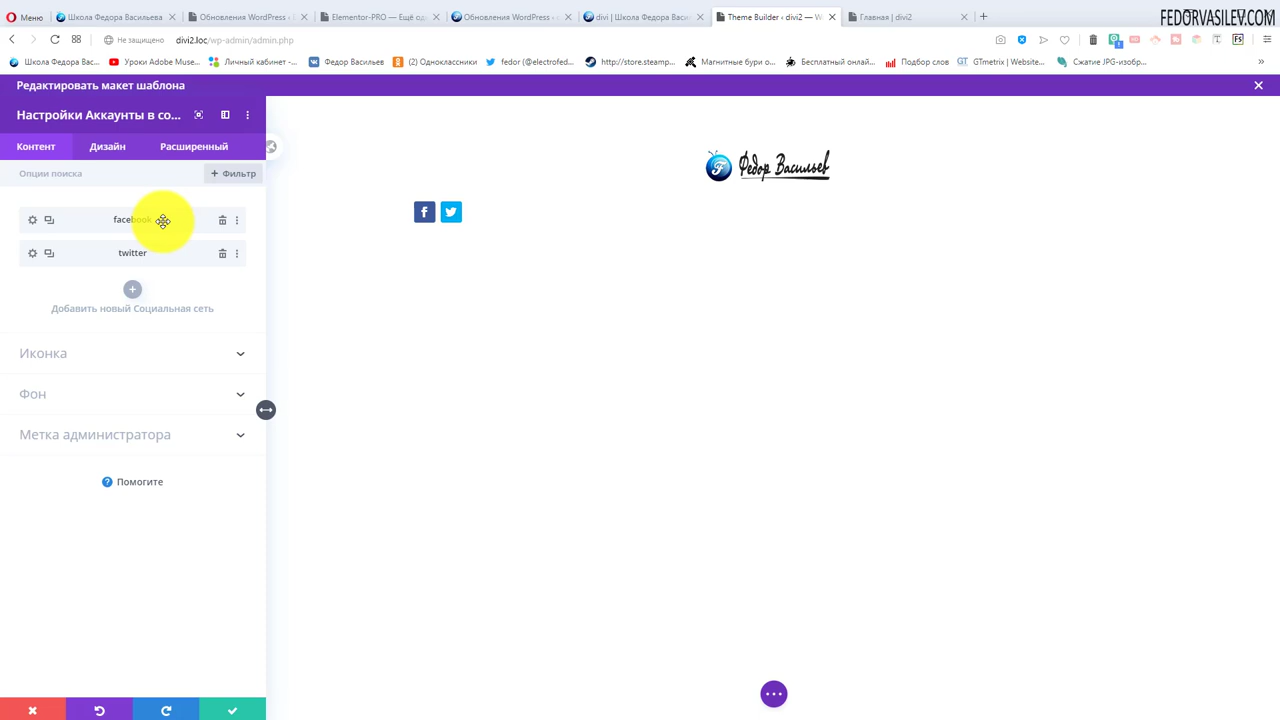 Меню
Школа Федора Васильева
Обновления WordPress ‹
Elementor-PRO — Ещё од
Обновления WordPress ‹
divi | Школа Федора Васи
Theme Builder ‹ divi2 — W
Главная | divi2
FEDORVASILEV.COM
Не защищено
divi2.loc/wp-admin/admin.php
Школа Федора Вас...
Уроки Adobe Muse...
Личный кабинет -...
Федор Васильев
(2) Одноклассники
fedor (@electrofed...
http://store.steamp...
Магнитные бури о...
Бесплатный онлай...
Подбор слов
GTmetrix | Website...
Сжатие JPG-изобр...
Редактировать макет шаблона
Настройки Аккаунты в со...
Контент
Дизайн
Расширенный
Опции поиска
+ Фильтр
facebook
twitter
Добавить новый Социальная сеть
Иконка
Фон
Метка администратора
Помогите
Федор Васильев